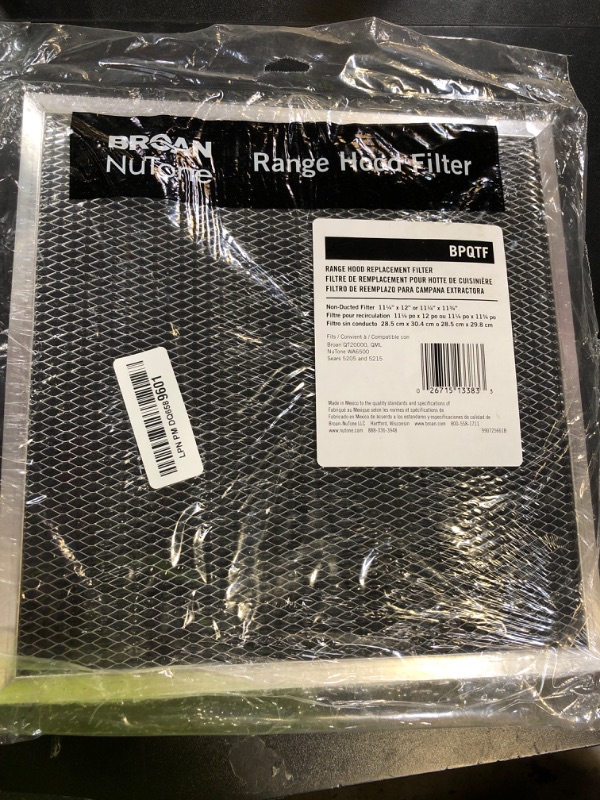 BROAN
NuTone
Range Hood Filter
BPQTF
RANGE HOOD REPLACEMENT FILTER
FILTRE DE REMPLACEMENT POUR HOTTE DE CUISINIÈRE
FILTRO DE REEMPLAZO PARA CAMPANA EXTRACTORA
Non-Ducted Filter 11¼" x 12" or 11¼" x 11¾"
Filtre pour recirculation 11¼ po x 12 po ou 11¼ po x 11¾ po
Filtro sin conducto 28.5 cm x 30.4 cm o 28.5 cm x 29.8 cm
Fits / Convient à / Compatible con:
Broan QT20000, QML
NuTone WA6500
Sears 5205 and 5215
0 26715 13383 3
Made in Mexico to the quality standards and specifications of
Fabriqué au Mexique selon les normes et spécifications de
Fabricado en México de acuerdo a los estándares y especificaciones de calidad de
Broan-NuTone LLC Hartford, Wisconsin www.broan.com 800-558-1711
www.nutone.com 888-336-3948
LPN PM D0658 9601